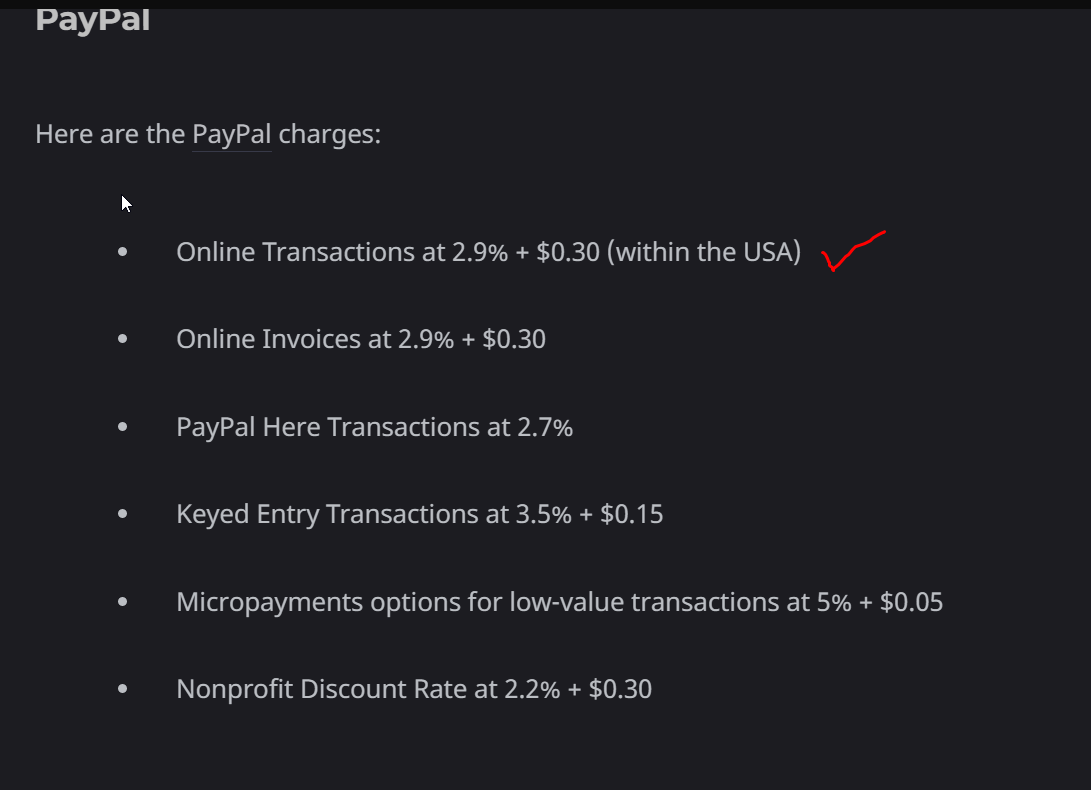 PayPal
Here are the PayPal charges:
Online Transactions at 2.9% + $0.30 (within the USA)
Online Invoices at 2.9% + $0.30
PayPal Here Transactions at 2.7%
Keyed Entry Transactions at 3.5% + $0.15
Micropayments options for low-value transactions at 5% + $0.05
Nonprofit Discount Rate at 2.2% + $0.30